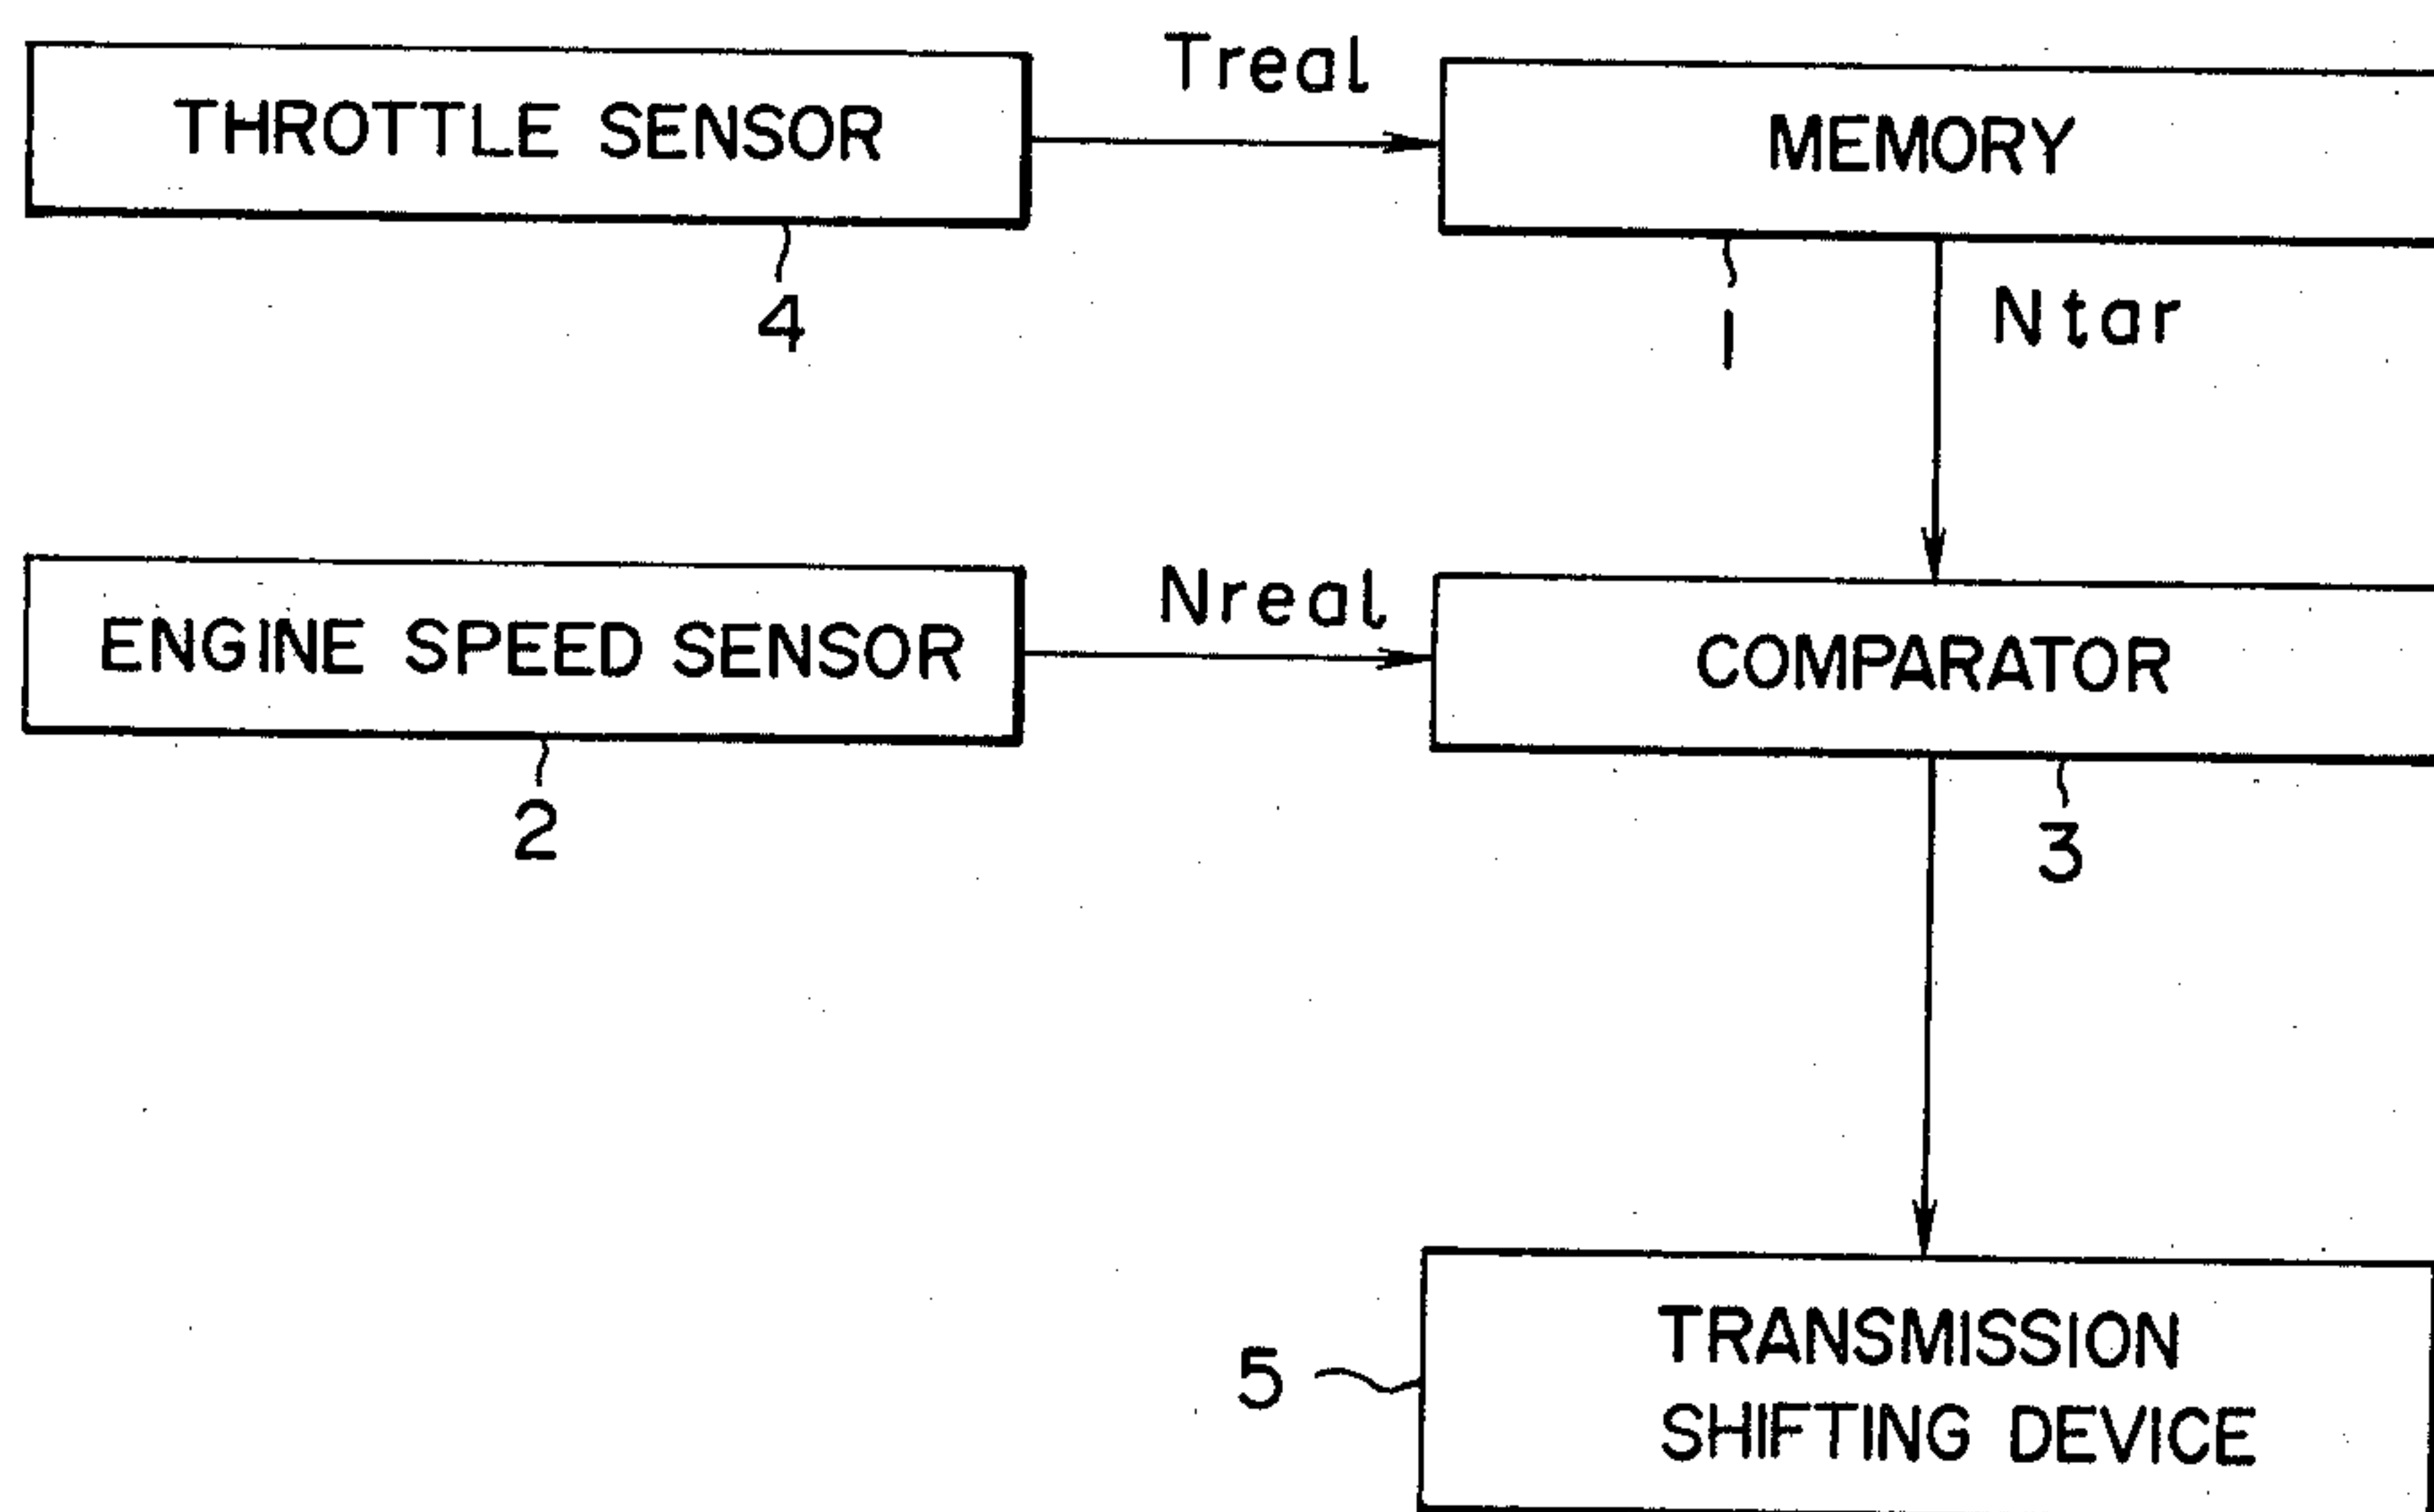 THROTTLE SENSOR
Treal
MEMORY
4
1
Ntar
ENGINE SPEED SENSOR
Nreal
COMPARATOR
2
3
5
TRANSMISSION
SHIFTING DEVICE